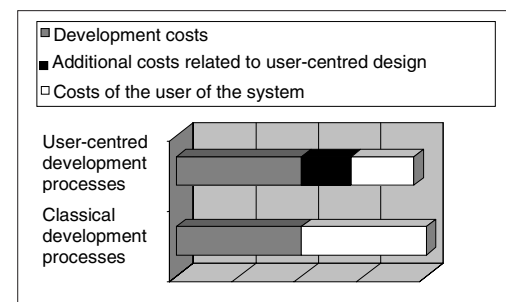 Development costs
Additional costs related to user-centred design
Costs of the user of the system
User-centred
development
processes
Classical
development
processes